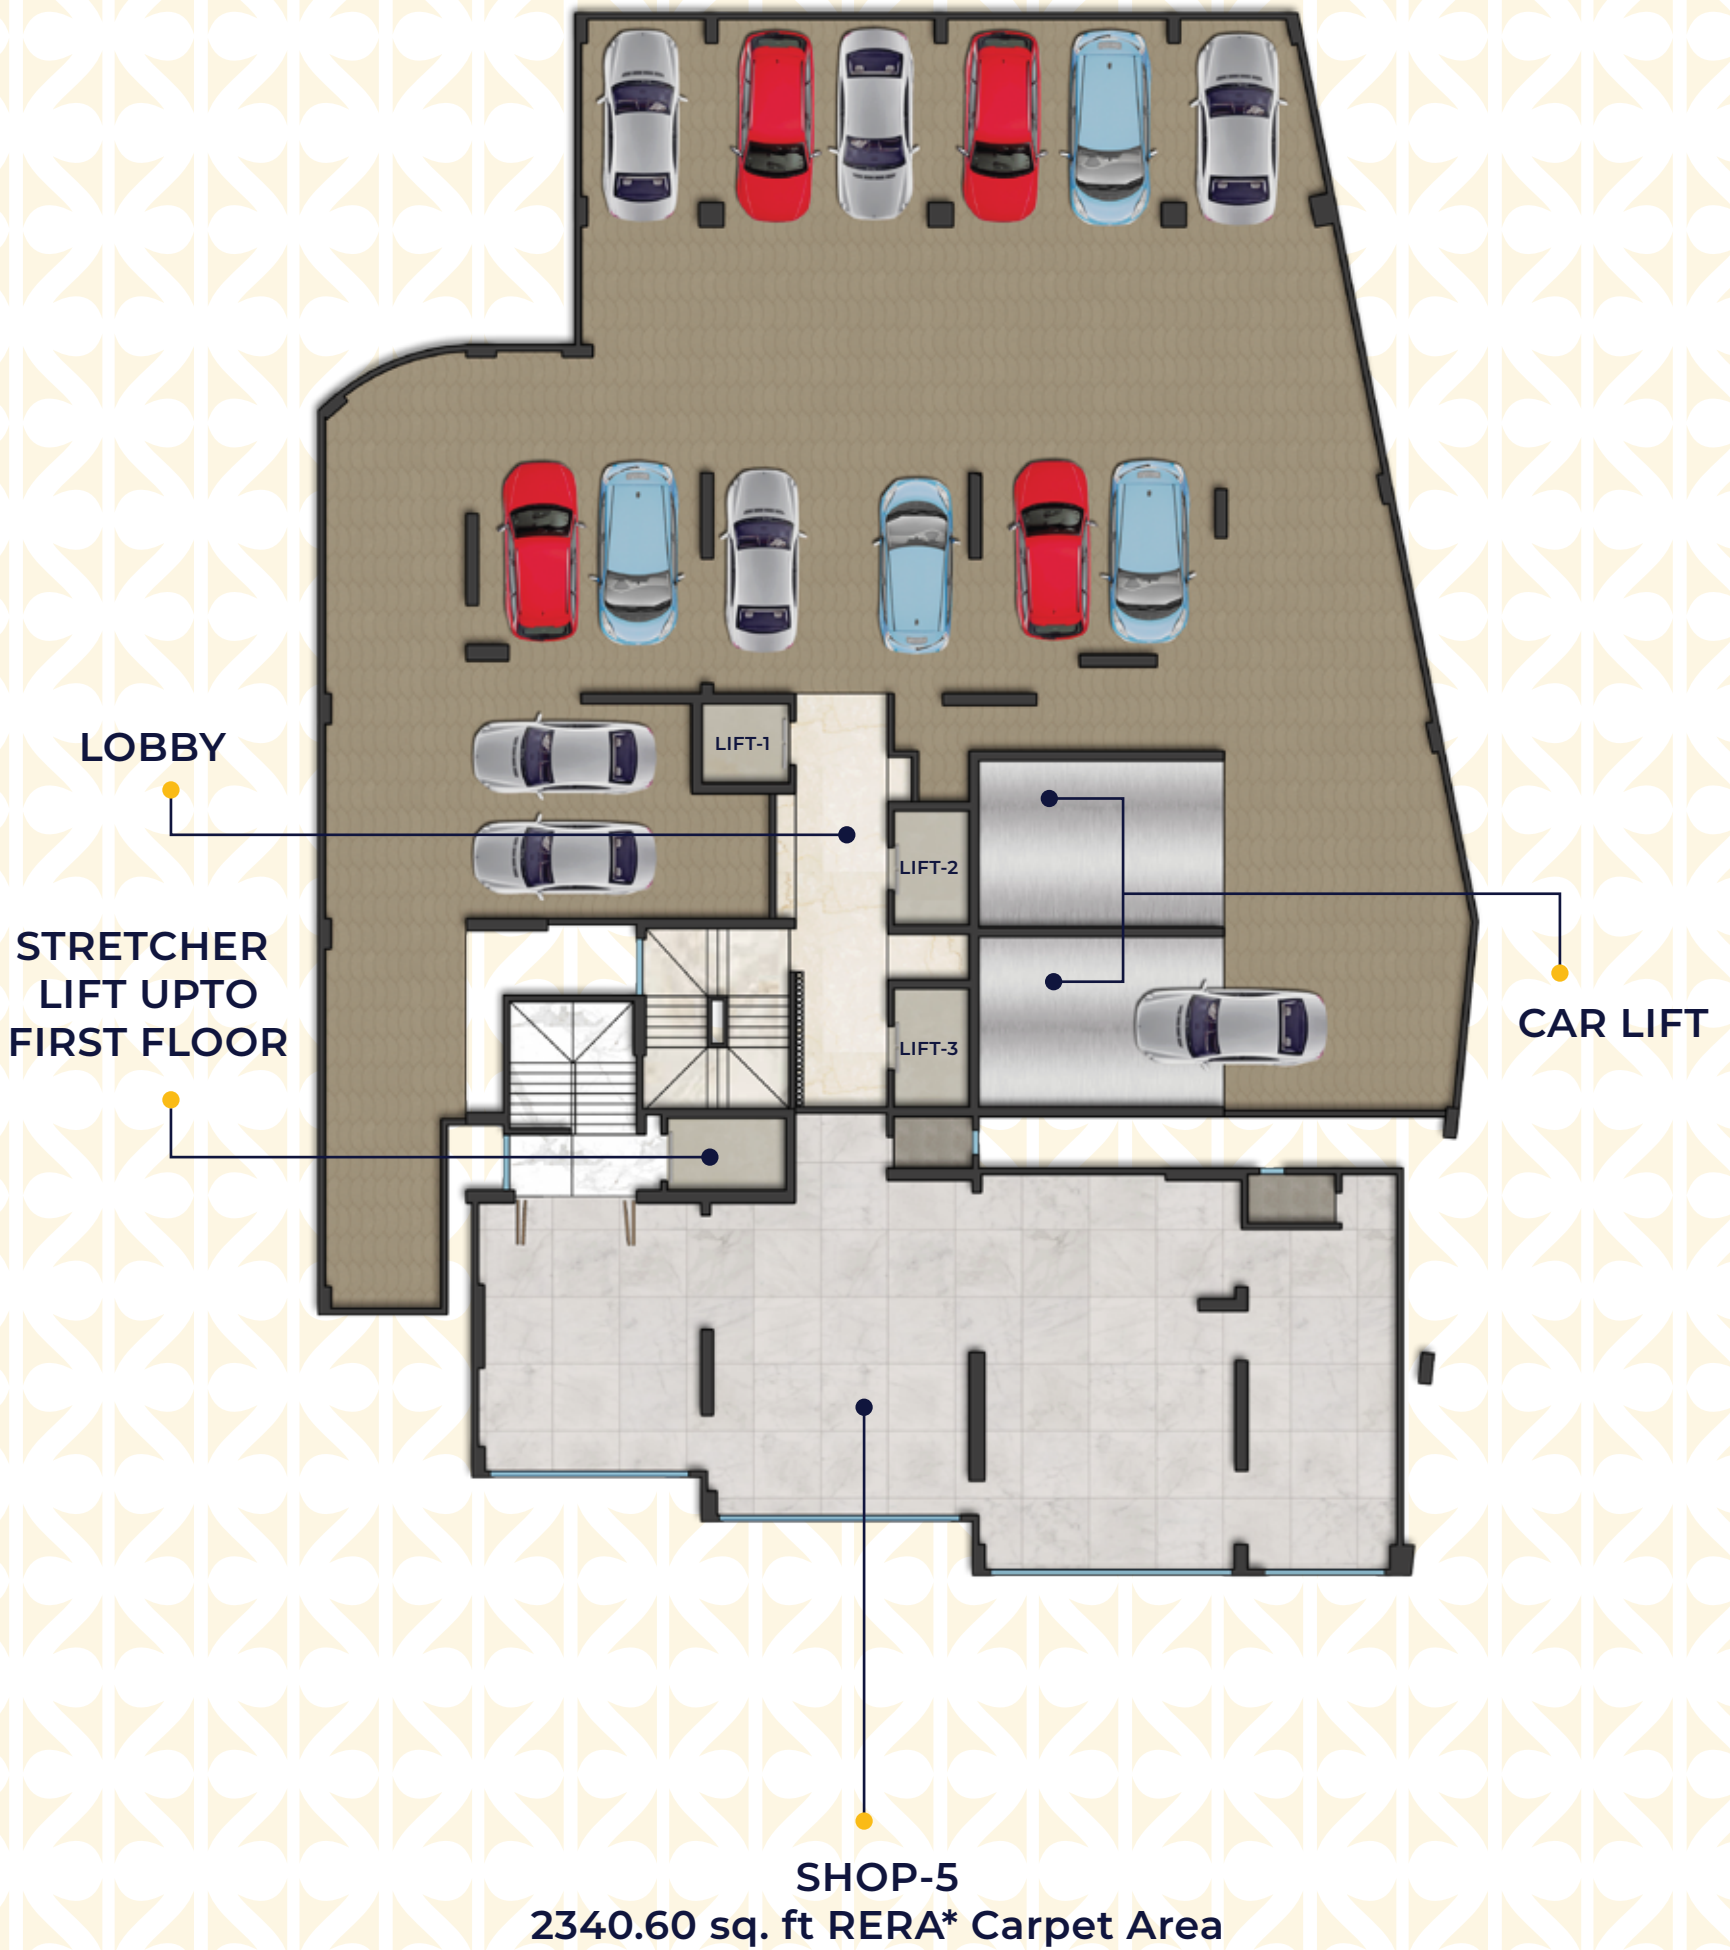 LIFT-1
LOBBY
LIFT-2
STRETCHER
LIFT UPTO
FIRST FLOOR
CAR LIFT
LIFT-3
SHOP-5
2340.60 sq. ft RERA* Carpet Area